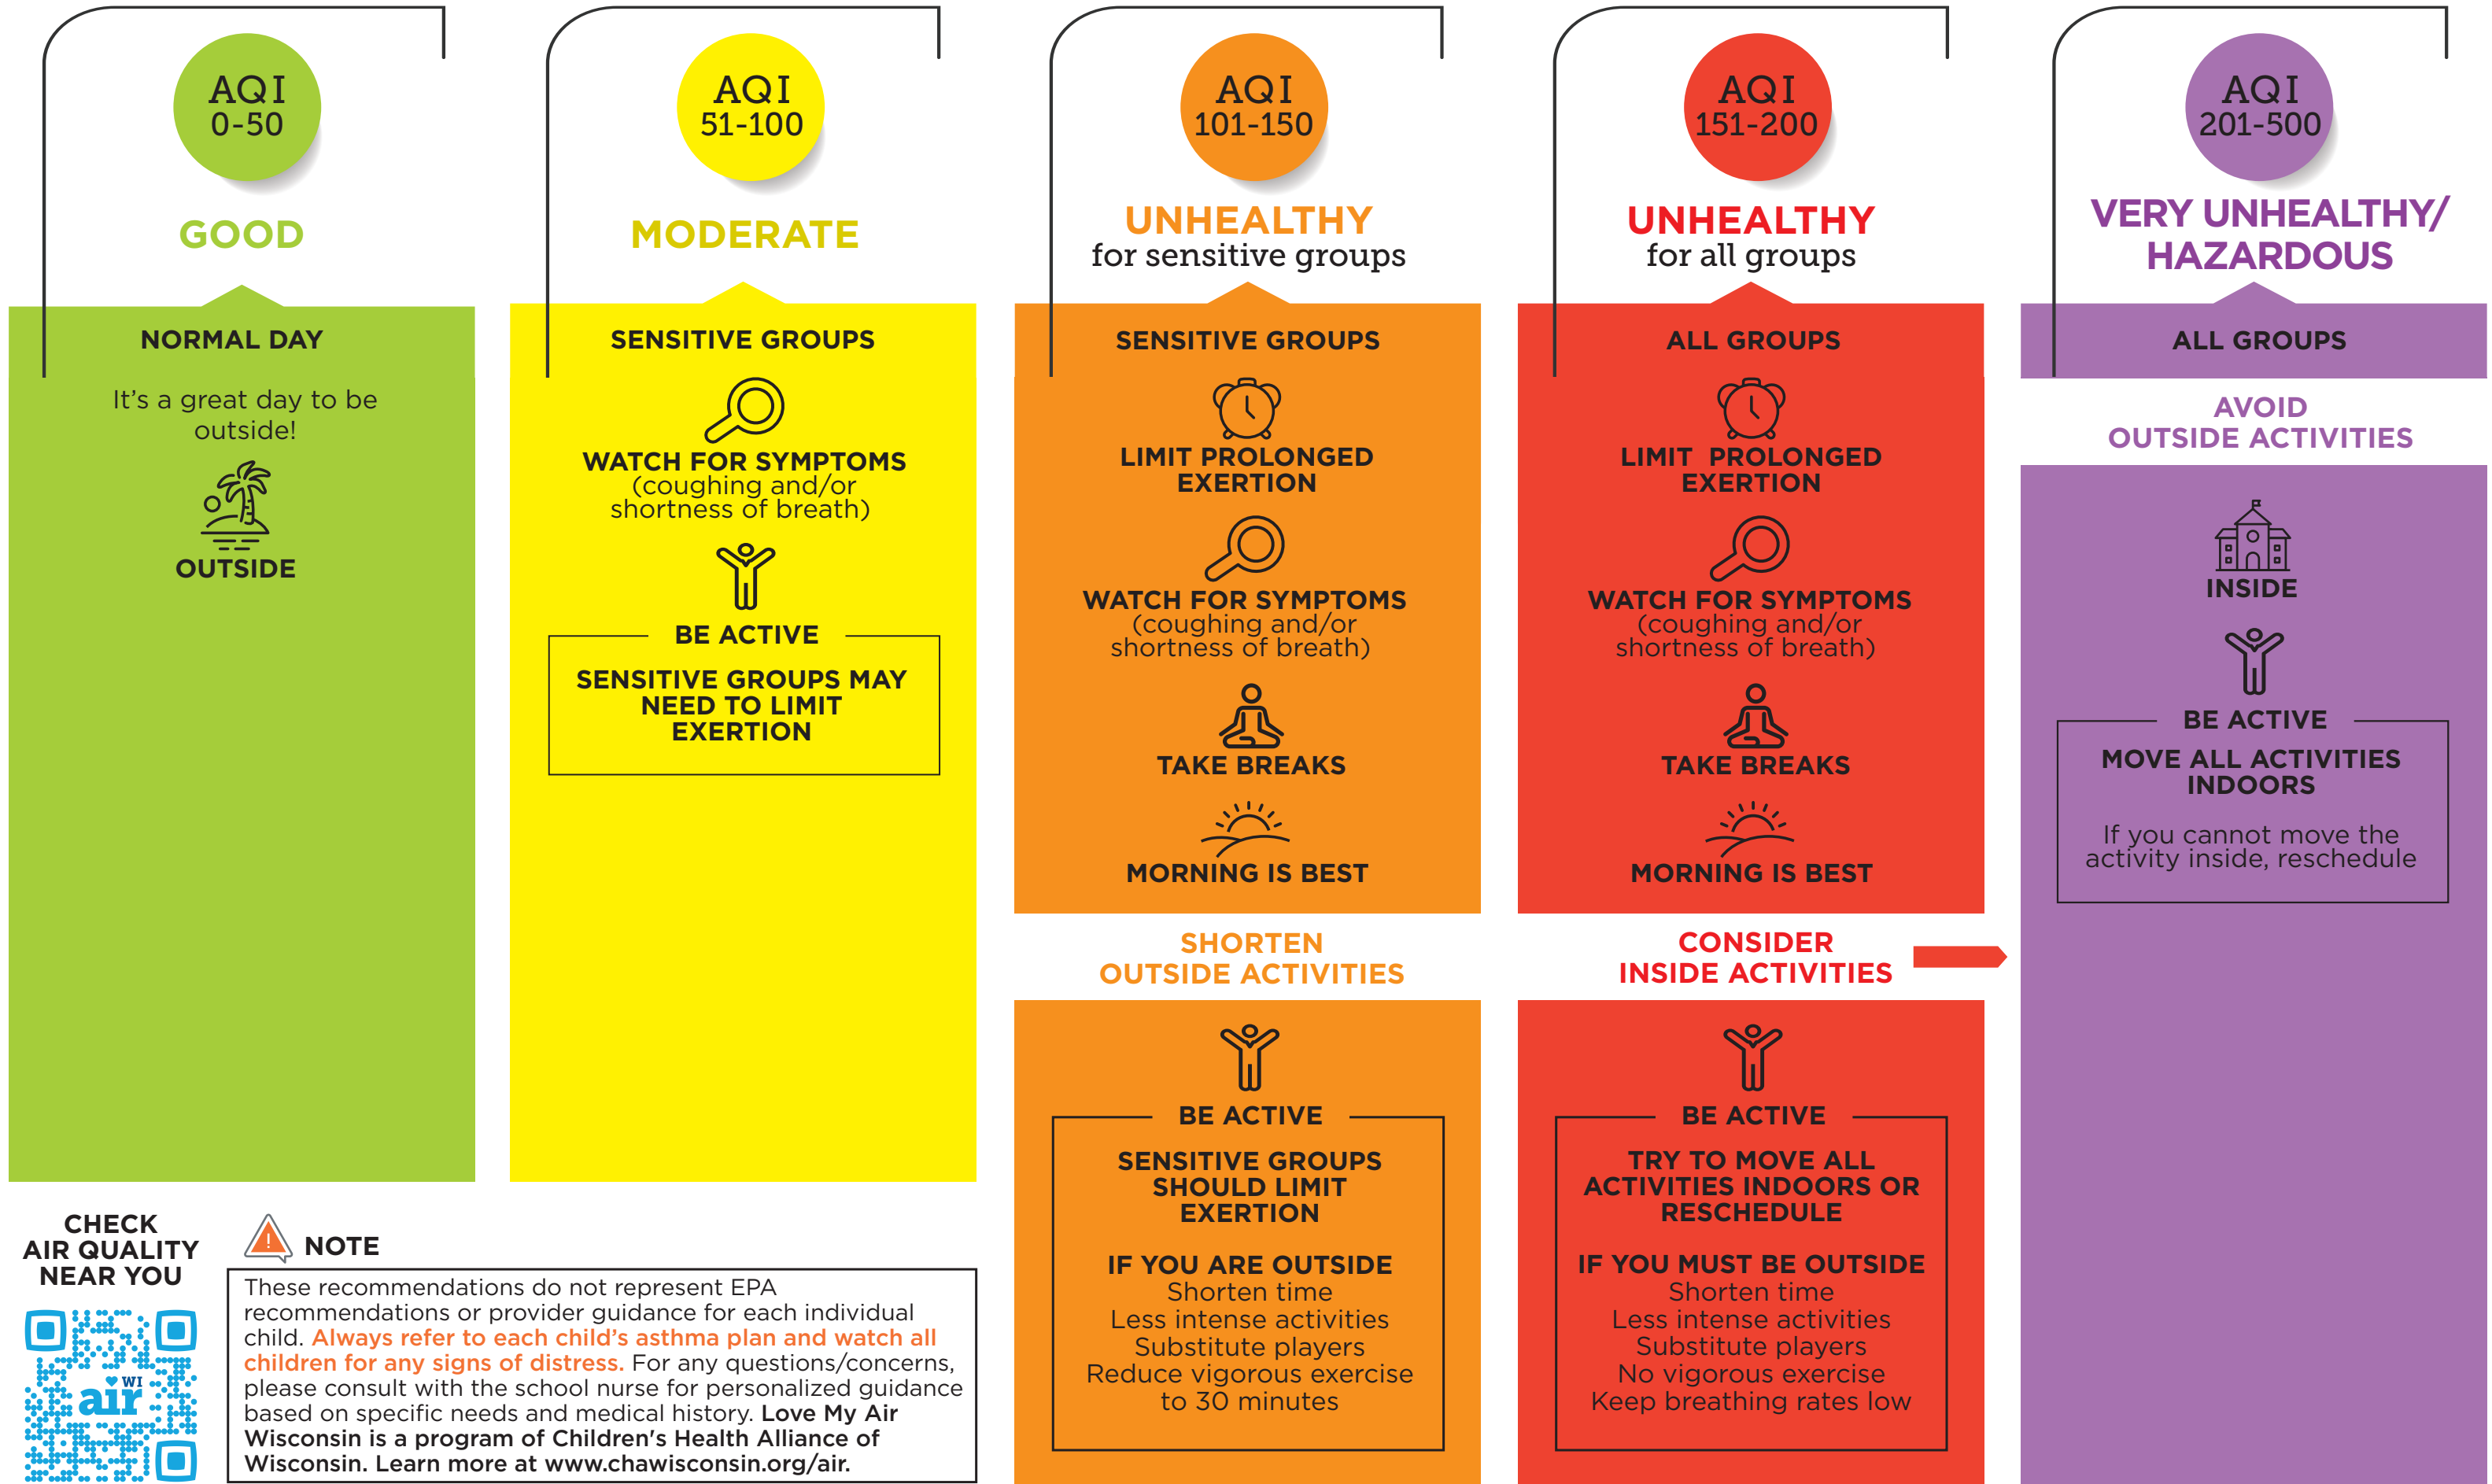 AQI
0-50
GOOD
NORMAL DAY
It's a great day to be
outside!
OUTSIDE
AQI
51-100
MODERATE
SENSITIVE GROUPS
WATCH FOR SYMPTOMS
(coughing and/or
shortness of breath)
BE ACTIVE
SENSITIVE GROUPS MAY
NEED TO LIMIT
EXERTION
AQI
101-150
UNHEALTHY
for sensitive groups
SENSITIVE GROUPS
LIMIT PROLONGED
EXERTION
WATCH FOR SYMPTOMS
(coughing and/or
shortness of breath)
TAKE BREAKS
MORNING IS BEST
SHORTEN
OUTSIDE ACTIVITIES
BE ACTIVE
SENSITIVE GROUPS
SHOULD LIMIT
EXERTION
IF YOU ARE OUTSIDE
Shorten time
Less intense activities
Substitute players
Reduce vigorous exercise
to 30 minutes
AQI
151-200
UNHEALTHY
for all groups
ALL GROUPS
LIMIT PROLONGED
EXERTION
WATCH FOR SYMPTOMS
(coughing and/or
shortness of breath)
TAKE BREAKS
MORNING IS BEST
CONSIDER
INSIDE ACTIVITIES
BE ACTIVE
TRY TO MOVE ALL
ACTIVITIES INDOORS OR
RESCHEDULE
IF YOU MUST BE OUTSIDE
Shorten time
Less intense activities
Substitute players
No vigorous exercise
Keep breathing rates low
AQI
201-500
VERY UNHEALTHY/
HAZARDOUS
ALL GROUPS
AVOID
OUTSIDE ACTIVITIES
INSIDE
BE ACTIVE
MOVE ALL ACTIVITIES
INDOORS
If you cannot move the
activity inside, reschedule
CHECK
AIR QUALITY
NEAR YOU
WI
air
NOTE
These recommendations do not represent EPA
recommendations or provider guidance for each individual
child. Always refer to each child's asthma plan and watch all
children for any signs of distress. For any questions/concerns,
please consult with the school nurse for personalized guidance
based on specific needs and medical history. Love My Air
Wisconsin is a program of Children's Health Alliance of
Wisconsin. Learn more at www.chawisconsin.org/air.